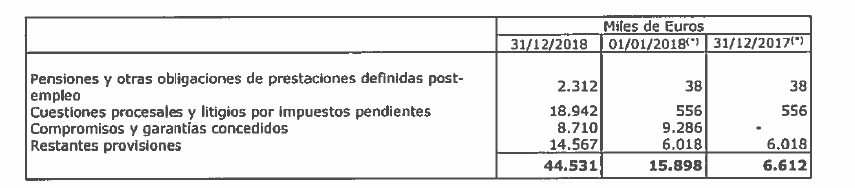 Miles de Euros
31/12/2018 01/01/2018(*) 31/12/2017(*)
Pensiones y otras obligaciones de prestaciones definidas post-
empleo 2.312 38 38
Cuestiones procesales y litigios por impuestos pendientes 18.942 556 556
Compromisos y garantías concedidos 8.710 9.286 -
Restantes provisiones 14.567 6.018 6.018
44.531 15.898 6.612